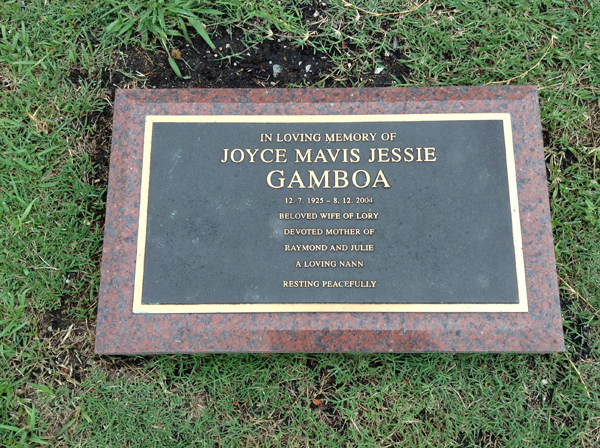 IN LOVING MEMORY OF
JOYCE MAVIS JESSIE
GAMBOA
12. 7. 1925 – 8. 12. 2004
BELOVED WIFE OF LORY
DEVOTED MOTHER OF
RAYMOND AND JULIE
A LOVING NANN
RESTING PEACEFULLY